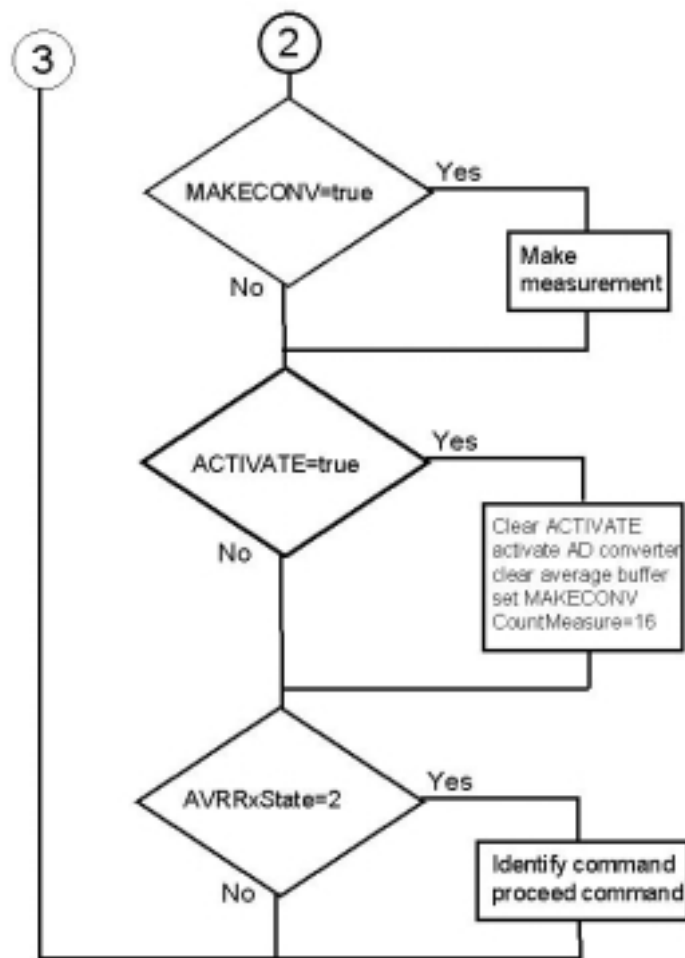 3
2
MAKECONV=true
Yes
No
Make
measurement
ACTIVATE=true
Yes
No
Clear ACTIVATE
activate AD converter
clear average buffer
set MAKECONV
CountMeasure=16
AVRRxState=2
Yes
No
Identify command
proceed command